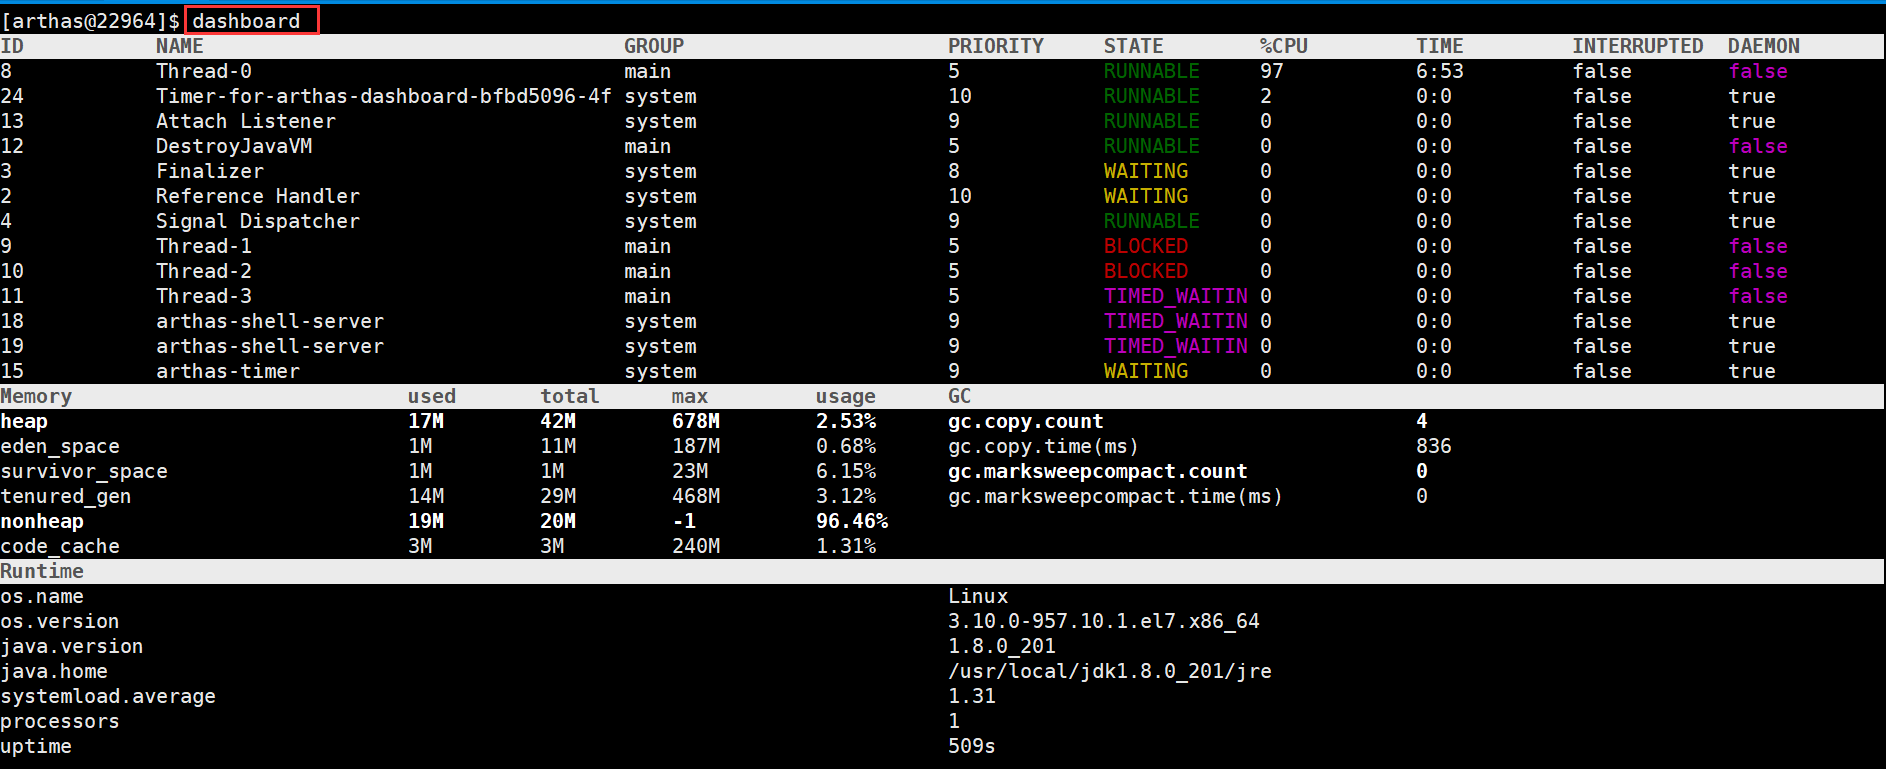 [arthas@22964]$ dashboard
ID NAME GROUP PRIORITY STATE %CPU TIME INTERRUPTED DAEMON
8 Thread-0 main 5 RUNNABLE 97 6:53 false false
24 Timer-for-arthas-dashboard-bfbd5096-4f system 10 RUNNABLE 2 0:0 false true
13 Attach Listener system 9 RUNNABLE 0 0:0 false true
12 DestroyJavaVM main 5 RUNNABLE 0 0:0 false false
3 Finalizer system 8 WAITING 0 0:0 false true
2 Reference Handler system 10 WAITING 0 0:0 false true
4 Signal Dispatcher system 9 RUNNABLE 0 0:0 false true
9 Thread-1 main 5 BLOCKED 0 0:0 false false
10 Thread-2 main 5 BLOCKED 0 0:0 false false
11 Thread-3 main 5 TIMED_WAITIN 0 0:0 false false
18 arthas-shell-server system 9 TIMED_WAITIN 0 0:0 false true
19 arthas-shell-server system 9 TIMED_WAITIN 0 0:0 false true
15 arthas-timer system 9 WAITING 0 0:0 false true
Memory used total max usage GC
heap 17M 42M 678M 2.53% gc.copy.count 4
eden_space 1M 11M 187M 0.68% gc.copy.time(ms) 836
survivor_space 1M 1M 23M 6.15% gc.marksweepcompact.count 0
tenured_gen 14M 29M 468M 3.12% gc.marksweepcompact.time(ms) 0
nonheap 19M 20M -1 96.46%
code_cache 3M 3M 240M 1.31%
Runtime
os.name Linux
os.version 3.10.0-957.10.1.el7.x86_64
java.version 1.8.0_201
java.home /usr/local/jdk1.8.0_201/jre
systemload.average 1.31
processors 1
uptime 509s